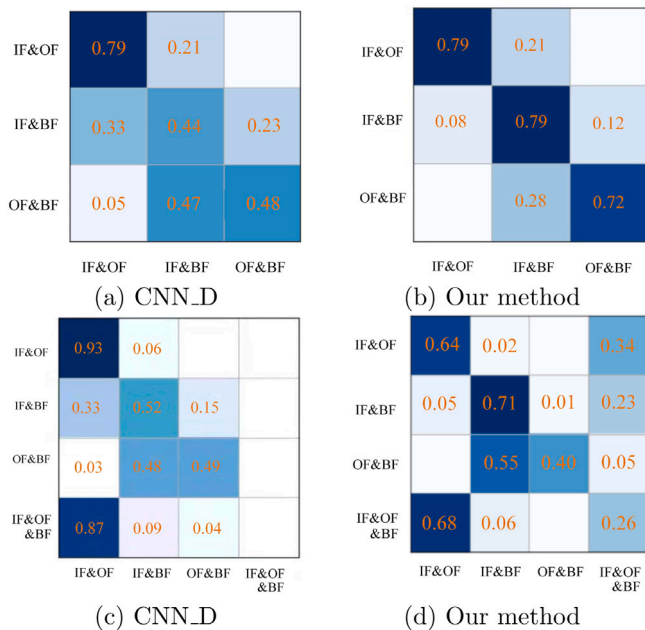 IF&OF 0.79 0.21
IF&BF 0.33 0.44 0.23
OF&BF 0.05 0.47 0.48
IF&OF IF&BF OF&BF
(a) CNN_D
IF&OF 0.79 0.21
IF&BF 0.08 0.79 0.12
OF&BF 0.28 0.72
IF&OF IF&BF OF&BF
(b) Our method
IF&OF 0.93 0.06
IF&BF 0.33 0.52 0.15
OF&BF 0.03 0.48 0.49
IF&OF
&BF 0.87 0.09 0.04
IF&OF IF&BF OF&BF IF&OF
&BF
(c) CNN_D
IF&OF 0.64 0.02 0.34
IF&BF 0.05 0.71 0.01 0.23
OF&BF 0.55 0.40 0.05
IF&OF
&BF 0.68 0.06 0.26
IF&OF IF&BF OF&BF IF&OF
&BF
(d) Our method